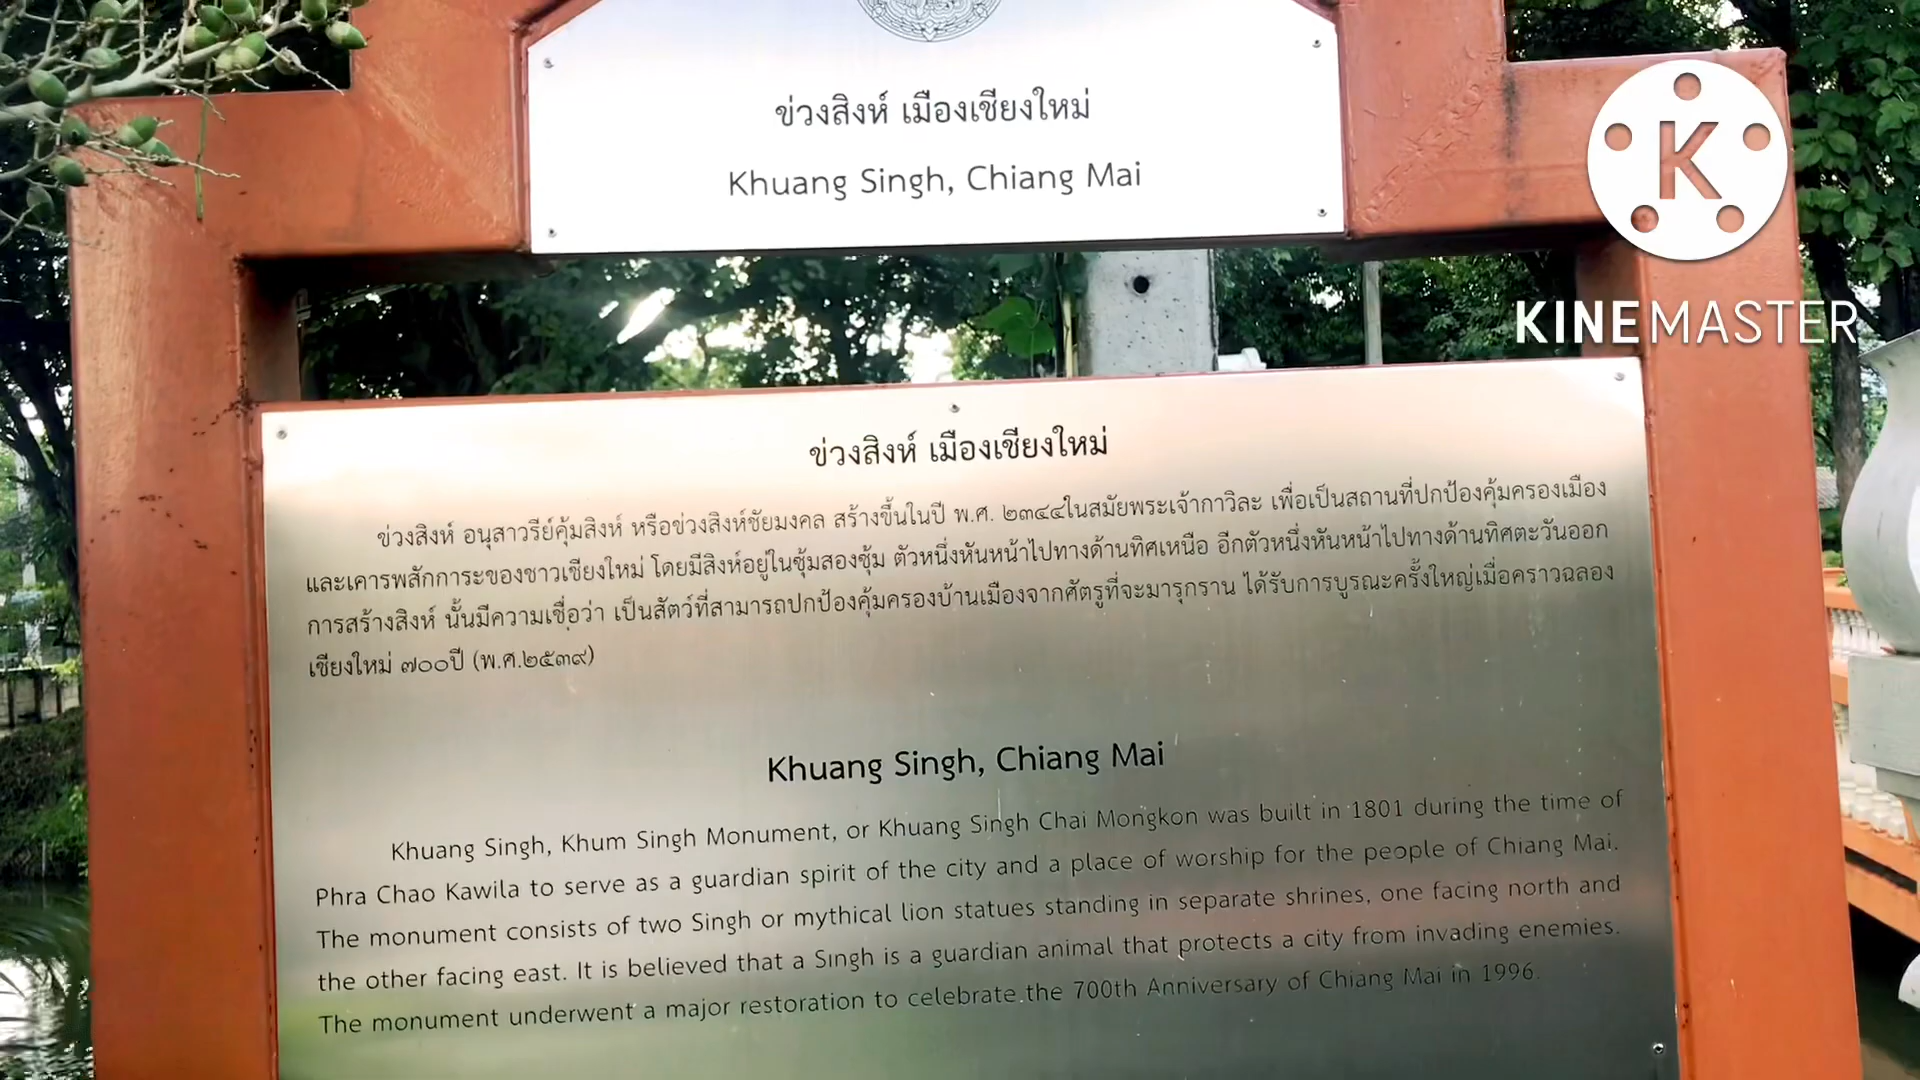 ข่วงสิงห์ เมืองเชียงใหม่
Khuang Singh, Chiang Mai
K
KINEMASTER
ข่วงสิงห์ เมืองเชียงใหม่
ข่วงสิงห์ อนุสาวรีย์คุ้มสิงห์ หรือข่วงสิงห์ชัยมงคล สร้างขึ้นในปี พ.ศ. ๒๓๔๔ในสมัยพระเจ้ากาวิละ เพื่อเป็นสถานที่ปกป้องคุ้มครองเมือง
และเคารพสักการะของชาวเชียงใหม่ โดยมีสิงห์อยู่ในซุ้มสองซุ้ม ตัวหนึ่งหันหน้าไปทางด้านทิศเหนือ อีกตัวหนึ่งหันหน้าไปทางด้านทิศตะวันออก
การสร้างสิงห์ นั้นมีความเชื่อว่า เป็นสัตว์ที่สามารถปกป้องคุ้มครองบ้านเมืองจากศัตรูที่จะมารุกราน ได้รับการบูรณะครั้งใหญ่เมื่อคราวฉลอง
เชียงใหม่ ๗๐๐ปี (พ.ศ.๒๕๓๙)
Khuang Singh, Chiang Mai
Khuang Singh, Khum Singh Monument, or Khuang Singh Chai Mongkon was built in 1801 during the time of
Phra Chao Kawila to serve as a guardian spirit of the city and a place of worship for the people of Chiang Mai.
The monument consists of two Singh or mythical lion statues standing in separate shrines, one facing north and
the other facing east. It is believed that a Singh is a guardian animal that protects a city from invading enemies.
The monument underwent a major restoration to celebrate the 700th Anniversary of Chiang Mai in 1996.